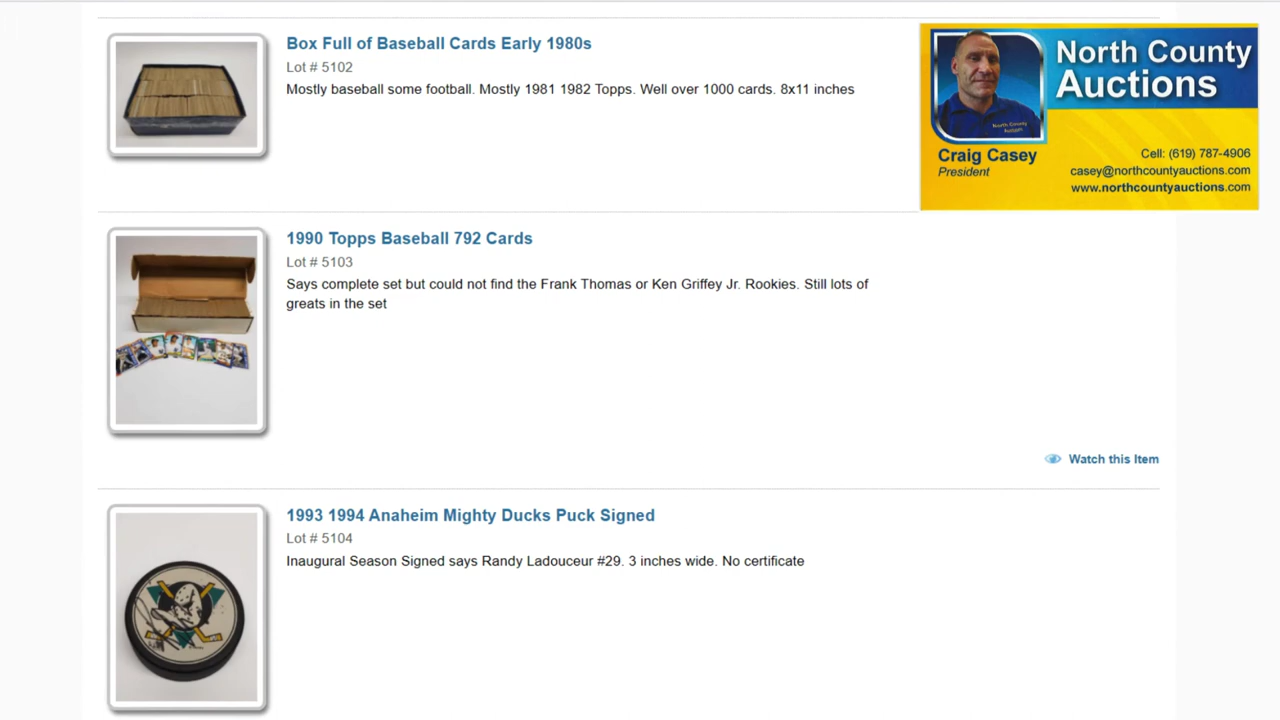 Box Full of Baseball Cards Early 1980s
Lot # 5102
Mostly baseball some football. Mostly 1981 1982 Topps. Well over 1000 cards. 8x11 inches
North County
Auctions
North County
Auctions
Craig Casey
President
Cell: (619) 787-4906
casey@northcountyauctions.com
www.northcountyauctions.com
1990 Topps Baseball 792 Cards
Lot # 5103
Says complete set but could not find the Frank Thomas or Ken Griffey Jr. Rookies. Still lots of
greats in the set
Watch this Item
1993 1994 Anaheim Mighty Ducks Puck Signed
Lot # 5104
Inaugural Season Signed says Randy Ladouceur #29. 3 inches wide. No certificate